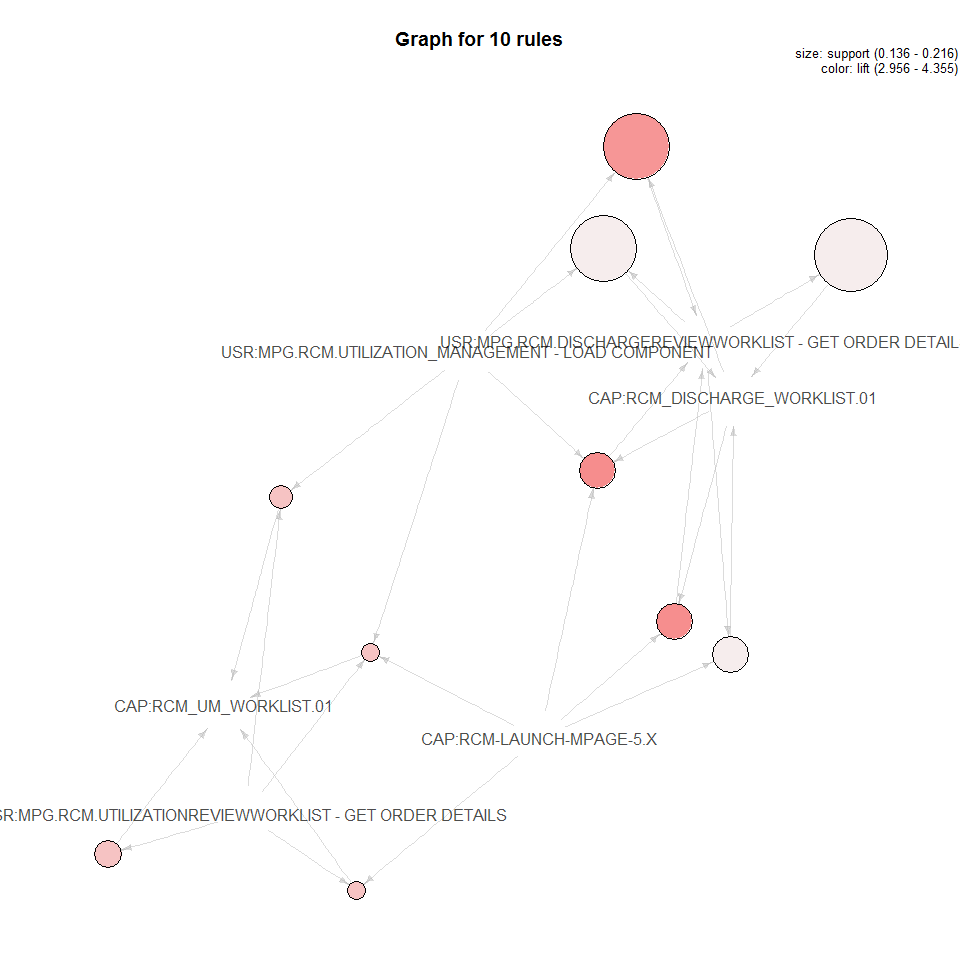 Graph for 10 rules
size: support (0.136 - 0.216)
color: lift (2.956 - 4.355)
USR:MPG.RCM.DISCHARGEREVIEWWORKLIST - GET ORDER DETAIL
USR:MPG.RCM.UTILIZATION_MANAGEMENT - LOAD COMPONENT
CAP:RCM_DISCHARGE_WORKLIST.01
CAP:RCM_UM_WORKLIST.01
CAP:RCM-LAUNCH-MPAGE-5.X
SR:MPG.RCM.UTILIZATIONREVIEWWORKLIST - GET ORDER DETAILS